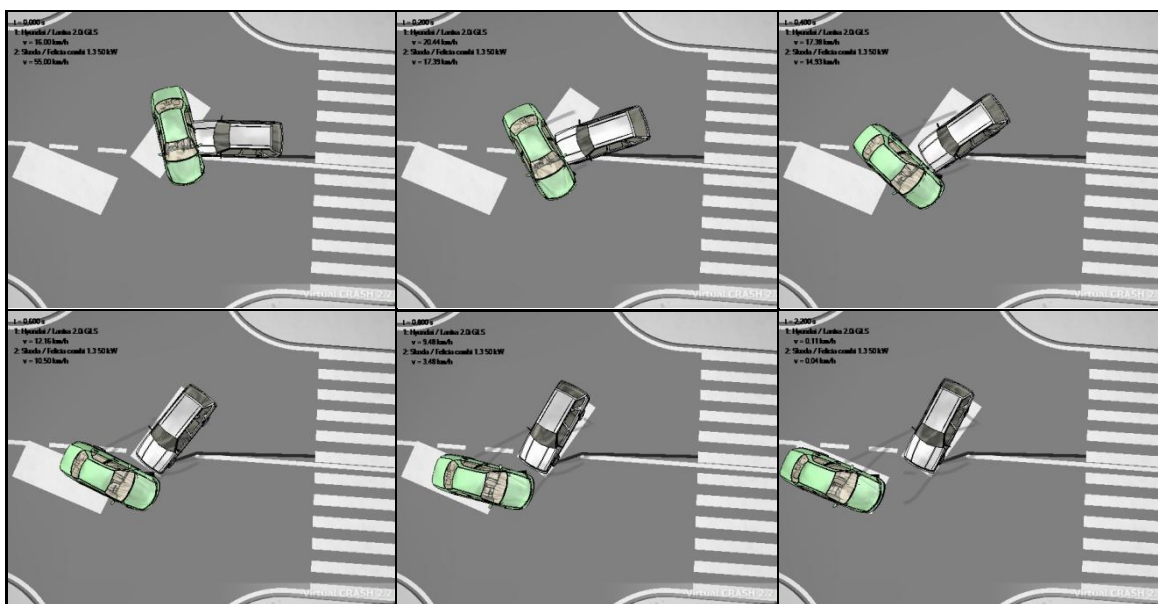 t = 0,000 s
1: Hyundai / Lantra 2.0i GLS
v = 16.00 km/h
2: Skoda / Felicia combi 1.3 50 kW
v = 55.00 km/h
Virtual CRASH 2.2
t = 0,200 s
1: Hyundai / Lantra 2.0i GLS
v = 20.44 km/h
2: Skoda / Felicia combi 1.3 50 kW
v = 17.39 km/h
Virtual CRASH 2.2
t = 0,400 s
1: Hyundai / Lantra 2.0i GLS
v = 17.38 km/h
2: Skoda / Felicia combi 1.3 50 kW
v = 14.93 km/h
Virtual CRASH 2.2
t = 0,600 s
1: Hyundai / Lantra 2.0i GLS
v = 12.16 km/h
2: Skoda / Felicia combi 1.3 50 kW
v = 10.50 km/h
Virtual CRASH 2.2
t = 0,800 s
1: Hyundai / Lantra 2.0i GLS
v = 9.48 km/h
2: Skoda / Felicia combi 1.3 50 kW
v = 3.48 km/h
Virtual CRASH 2.2
t = 2,200 s
1: Hyundai / Lantra 2.0i GLS
v = 0.11 km/h
2: Skoda / Felicia combi 1.3 50 kW
v = 0.04 km/h
Virtual CRASH 2.2